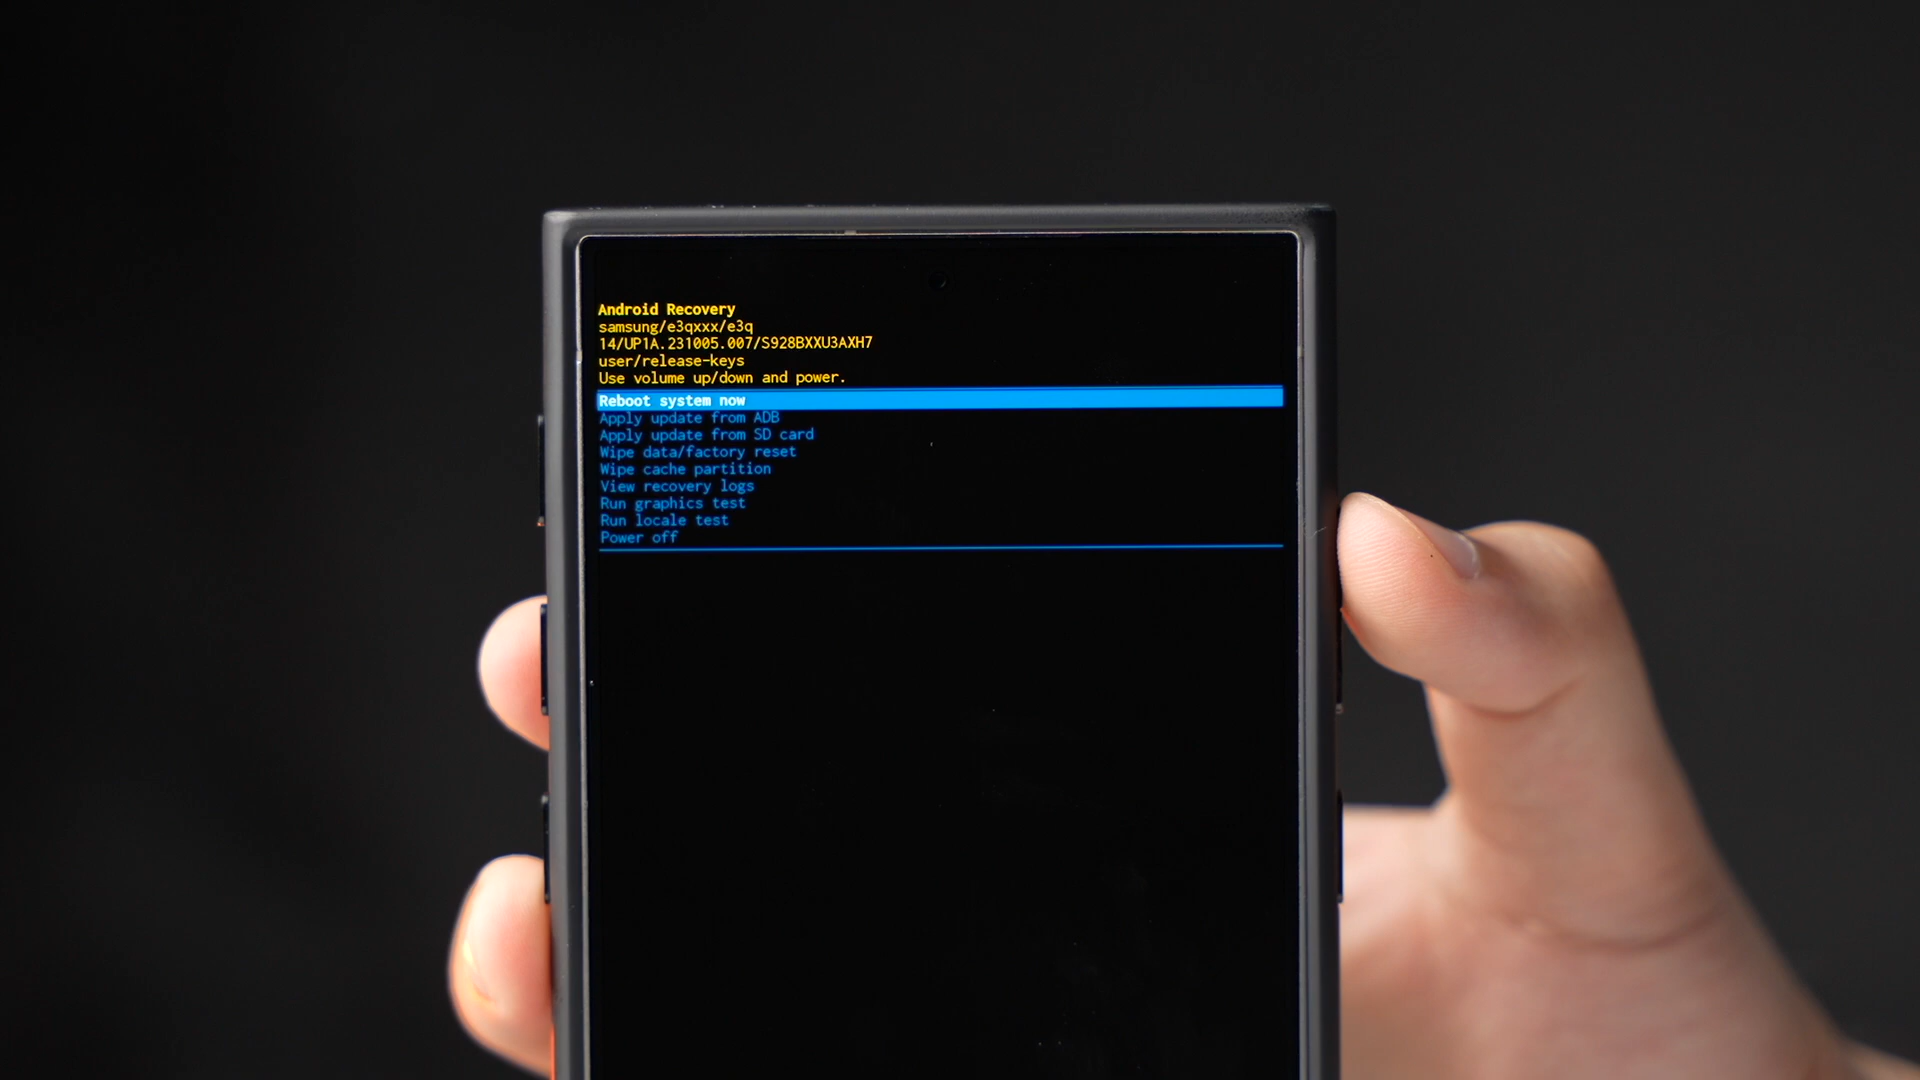 Android Recovery
samsung/e3qxxx/e3q
14/UP1A.231005.007/S928BXXU3AXH7
user/release-keys
Use volume up/down and power.
Reboot system now
Apply update from ADB
Apply update from SD card
Wipe data/factory reset
Wipe cache partition
View recovery logs
Run graphics test
Run locale test
Power off